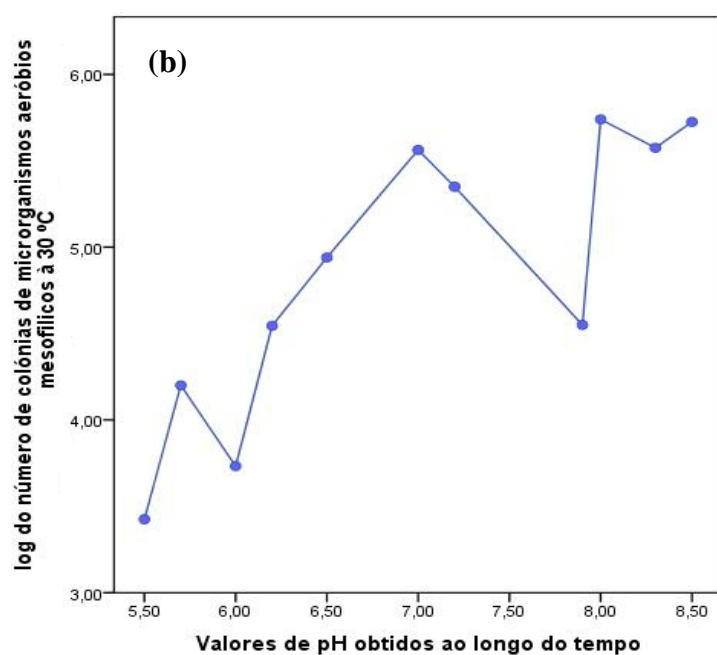 (b)
log do número de colónias de microrganismos aeróbios
mesofílicos à 30 ºC
6,00
5,00
4,00
3,00
5,50 6,00 6,50 7,00 7,50 8,00 8,50
Valores de pH obtidos ao longo do tempo